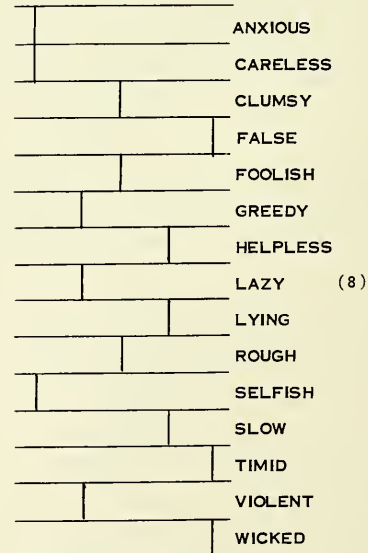 ANXIOUS
CARELESS
CLUMSY
FALSE
FOOLISH
GREEDY
HELPLESS
LAZY (8)
LYING
ROUGH
SELFISH
SLOW
TIMID
VIOLENT
WICKED